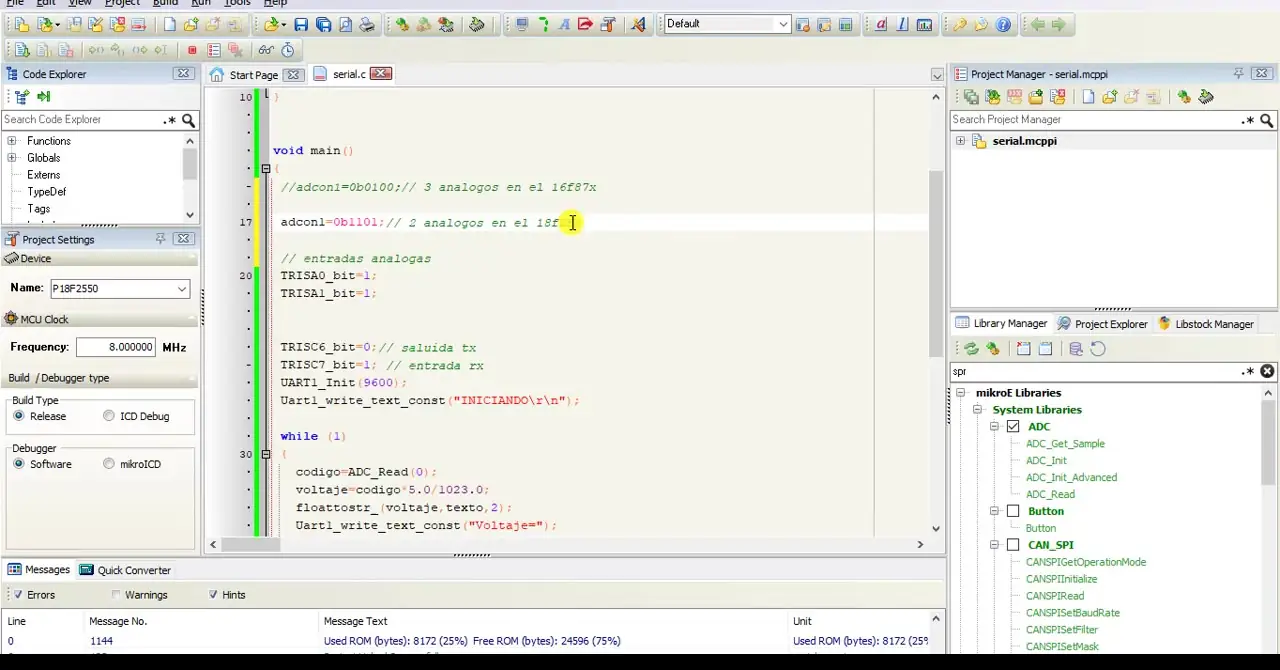 File Edit View Project Build Run Tools Help
Default
Code Explorer
Start Page
serial.c
Project Manager - serial.mcppi
Search Code Explorer
Search Project Manager
Functions
Globals
Externs
TypeDef
Tags
serial.mcppi
10 }
void main()
{
//adcon1=0b0100;// 3 analogos en el 16f87x
17 adcon1=0b1101;// 2 analogos en el 18f
// entradas analogas
20 TRISA0_bit=1;
TRISA1_bit=1;
TRISC6_bit=0;// saluida tx
TRISC7_bit=1; // entrada rx
UART1_Init(9600);
Uart1_write_text_const("INICIANDO\r\n");
while (1)
30 {
codigo=ADC_Read(0);
voltaje=codigo*5.0/1023.0;
floattostr_(voltaje,texto,2);
Uart1_write_text_const("Voltaje=");
Project Settings
Device
Name: P18F2550
MCU Clock
Frequency: 8.000000 MHz
Build / Debugger type
Build Type
Release ICD Debug
Debugger
Software mikroICD
Library Manager Project Explorer Libstock Manager
spr
mikroE Libraries
System Libraries
ADC
ADC_Get_Sample
ADC_Init
ADC_Init_Advanced
ADC_Read
Button
Button
CAN_SPI
CANSPIGetOperationMode
CANSPIInitialize
CANSPIRead
CANSPISetBaudRate
CANSPISetFilter
CANSPISetMask
Messages Quick Converter
Errors Warnings Hints
Line Message No. Message Text Unit
0 1144 Used ROM (bytes): 8172 (25%) Free ROM (bytes): 24596 (75%) Used ROM (bytes): 8172 (25%